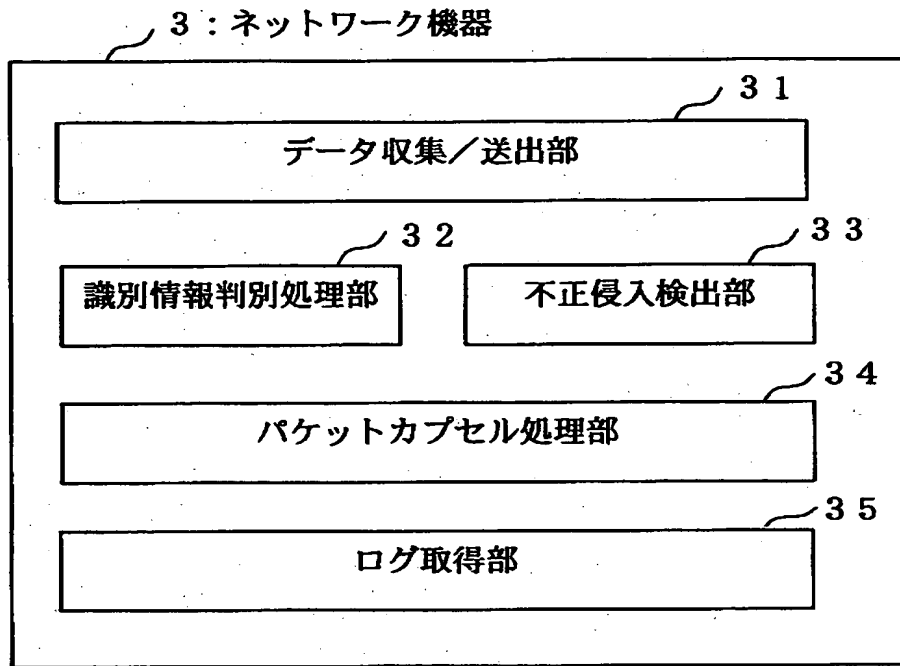 3：ネットワーク機器
31
データ収集／送出部
32
33
識別情報判別処理部
不正侵入検出部
34
パケットカプセル処理部
35
ログ取得部